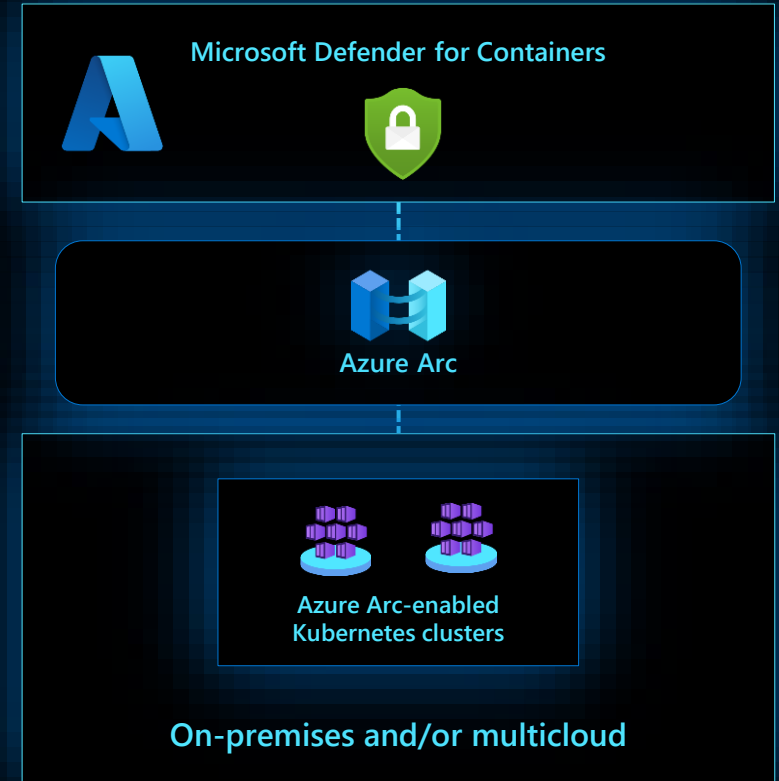 Microsoft Defender for Containers
Azure Arc
Azure Arc-enabled
Kubernetes clusters
On-premises and/or multicloud